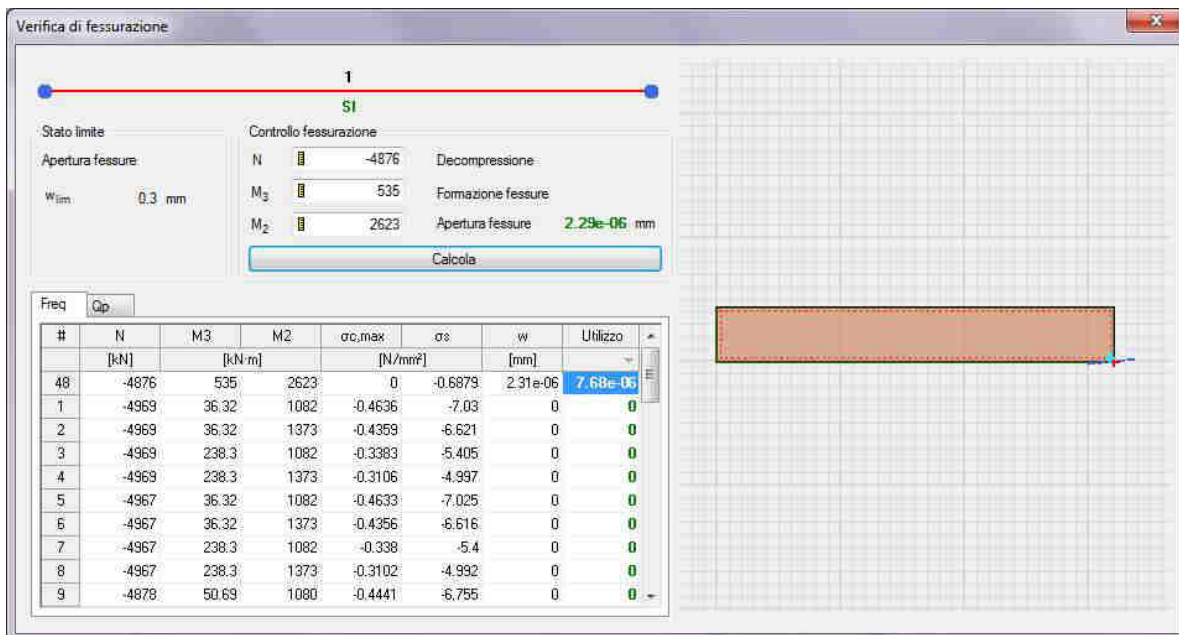 Verifica di fessurazione
1
SI
Stato limite
Apertura fessure
wlim 0.3 mm
Controllo fessurazione
N -4876 Decompressione
M3 535 Formazione fessure
M2 2623 Apertura fessure 2.29e-06 mm
Calcola
Freq Qp
# N M3 M2 σc,max σs w Utilizzo
[kN] [kN·m] [N/mm²] [mm]
48 -4876 535 2623 0 -0.6879 2.31e-06 7.68e-06
1 -4969 36.32 1082 -0.4636 -7.03 0 0
2 -4969 36.32 1373 -0.4359 -6.621 0 0
3 -4969 238.3 1082 -0.3383 -5.405 0 0
4 -4969 238.3 1373 -0.3106 -4.997 0 0
5 -4967 36.32 1082 -0.4633 -7.025 0 0
6 -4967 36.32 1373 -0.4356 -6.616 0 0
7 -4967 238.3 1082 -0.338 -5.4 0 0
8 -4967 238.3 1373 -0.3102 -4.992 0 0
9 -4878 50.69 1080 -0.4441 -6.755 0 0